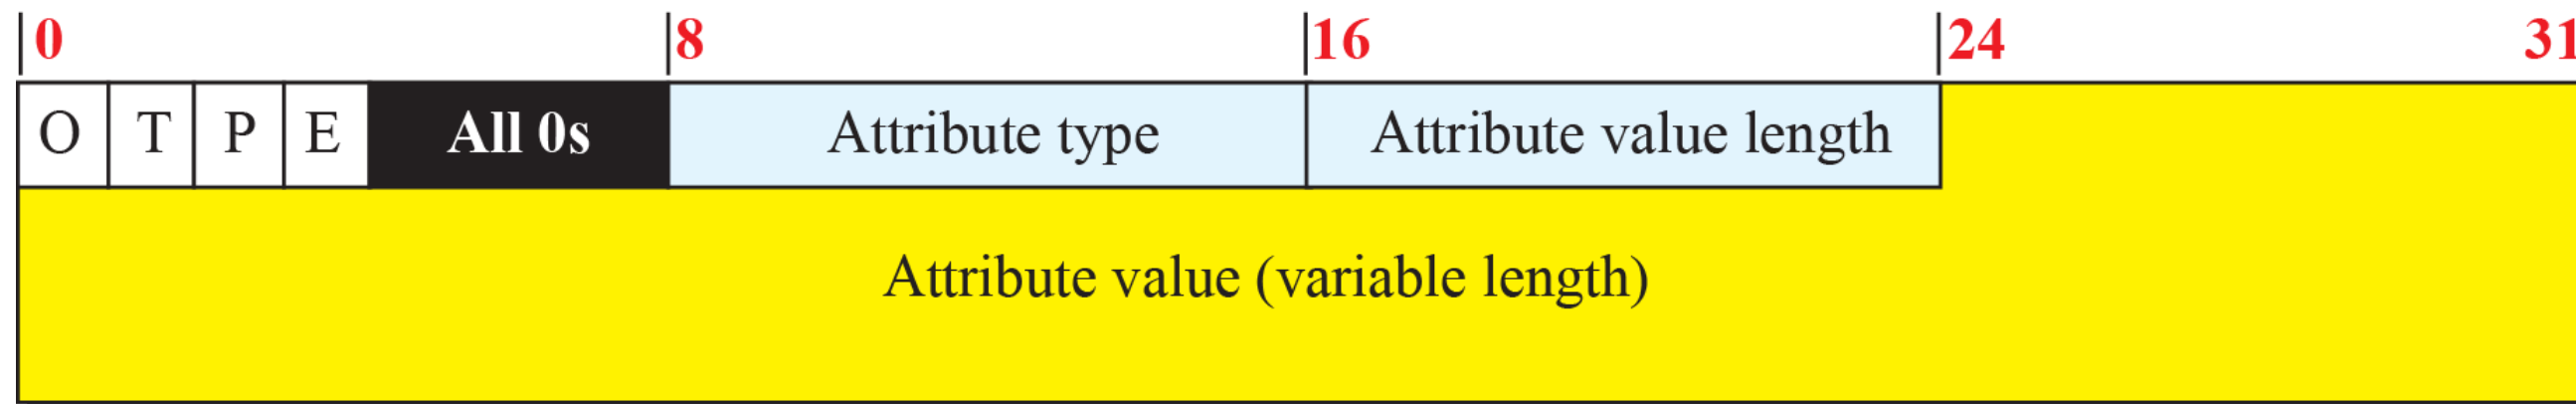 0 8 16 24 31
O T P E All 0s Attribute type Attribute value length
Attribute value (variable length)